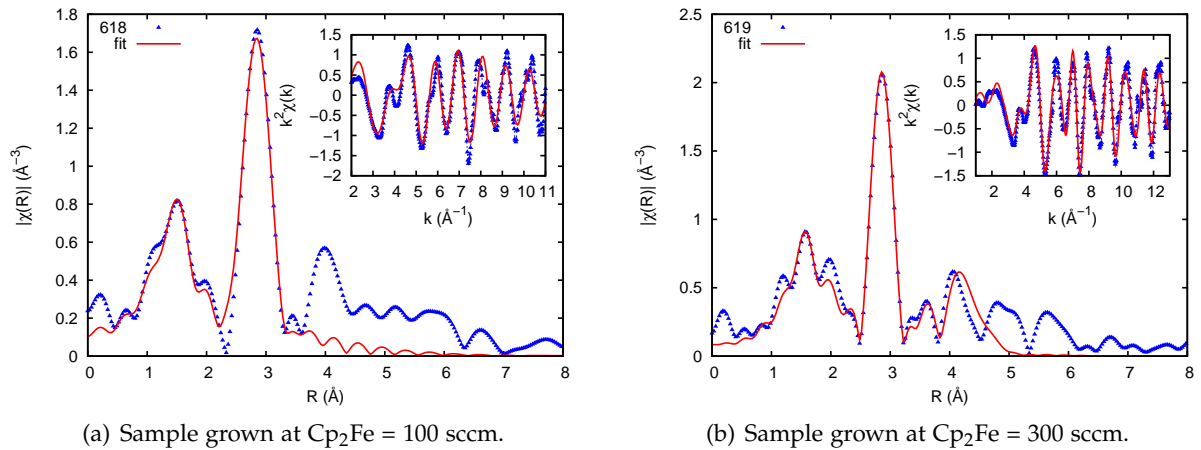 618
fit
|χ(R)| (Å⁻³)
1.8
1.6
1.4
1.2
1
0.8
0.6
0.4
0.2
0
0 1 2 3 4 5 6 7 8
R (Å)
k²χ(k)
1.5
1
0.5
0
−0.5
−1
−1.5
−2
2 3 4 5 6 7 8 9 10 11
k (Å⁻¹)
(a) Sample grown at Cp₂Fe = 100 sccm.
619
fit
|χ(R)| (Å⁻³)
2.5
2
1.5
1
0.5
0
0 1 2 3 4 5 6 7 8
R (Å)
k²χ(k)
1.5
1
0.5
0
−0.5
−1
−1.5
2 4 6 8 10 12
k (Å⁻¹)
(b) Sample grown at Cp₂Fe = 300 sccm.